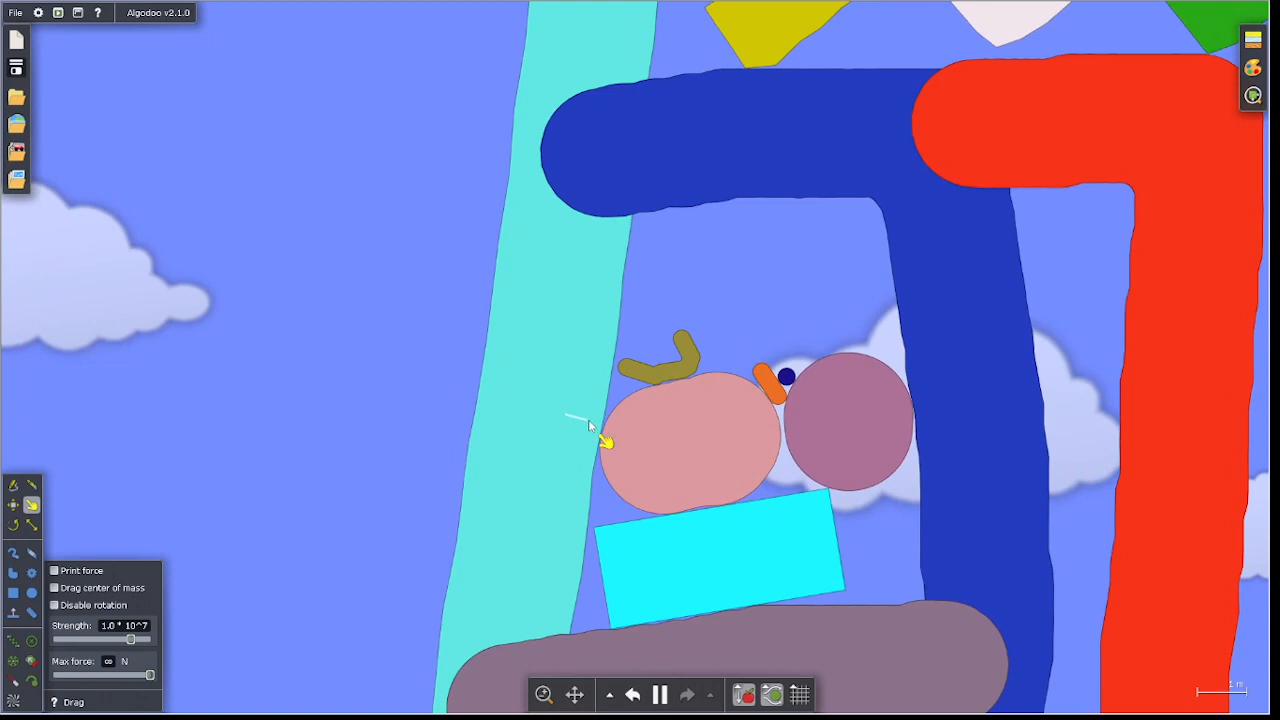 File ? Algodoo v2.1.0
Print force
Drag center of mass
Disable rotation
Strength: 1.0 * 10^7
Max force: ∞ N
? Drag
1 m